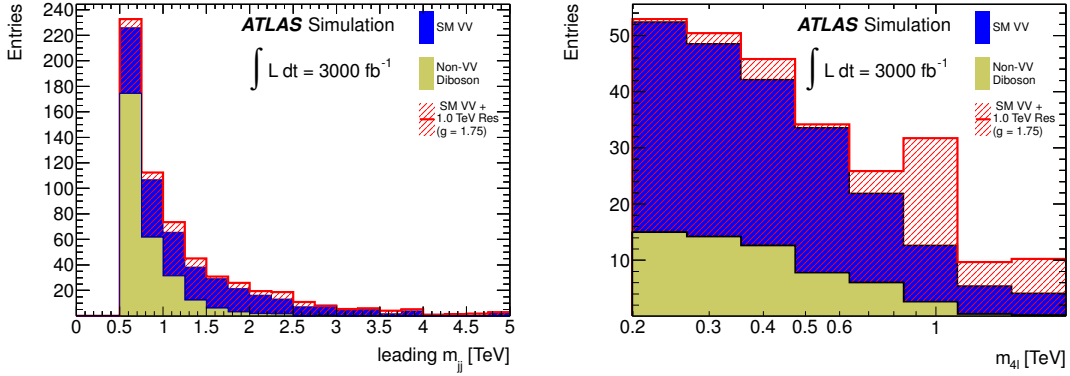 Entries
240
220
200
180
160
140
120
100
80
60
40
20
ATLAS Simulation
∫ L dt = 3000 fb⁻¹
SM VV
Non-VV
Diboson
SM VV +
1.0 TeV Res
(g = 1.75)
0 0.5 1 1.5 2 2.5 3 3.5 4 4.5 5
leading m_jj [TeV]
Entries
50
40
30
20
10
ATLAS Simulation
∫ L dt = 3000 fb⁻¹
SM VV
Non-VV
Diboson
SM VV +
1.0 TeV Res
(g = 1.75)
0.2 0.3 0.4 0.5 0.6 1
m_4l [TeV]